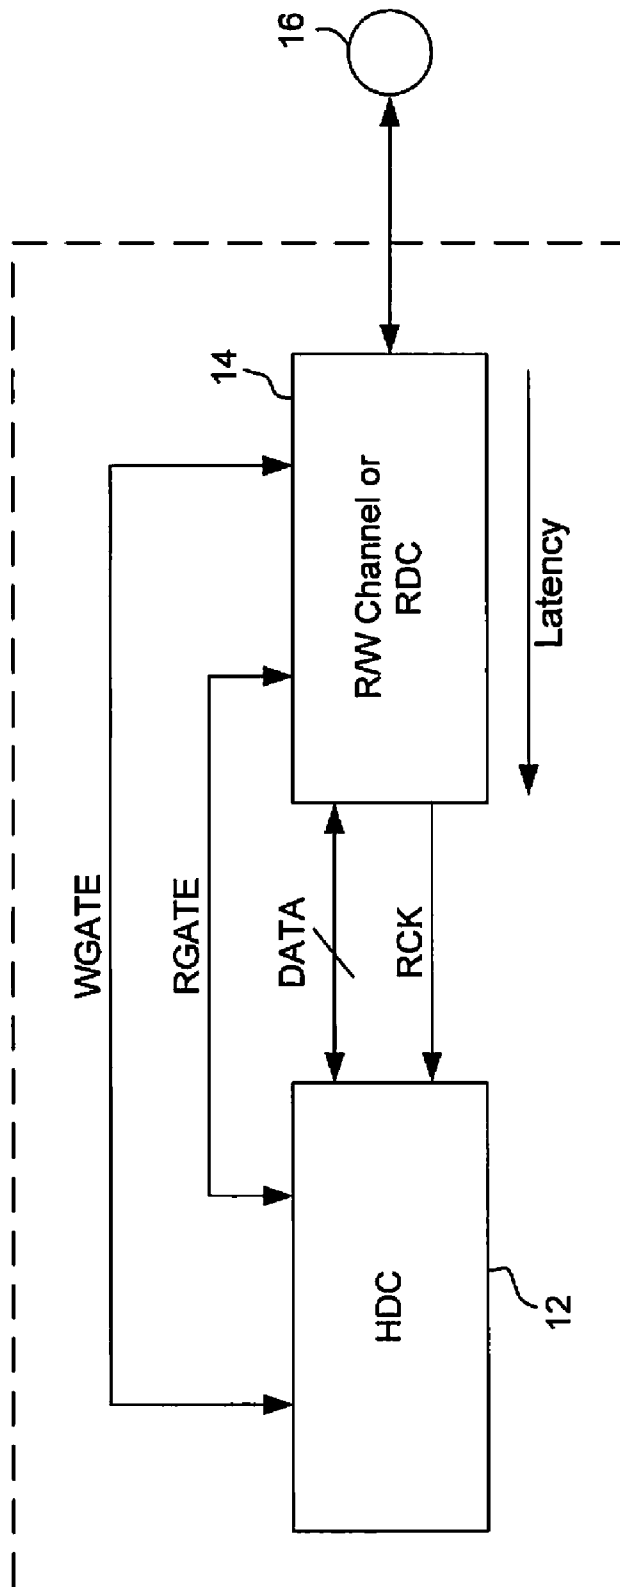 WGATE
RGATE
DATA
RCK
HDC
12
R/W Channel or
RDC
14
Latency
16